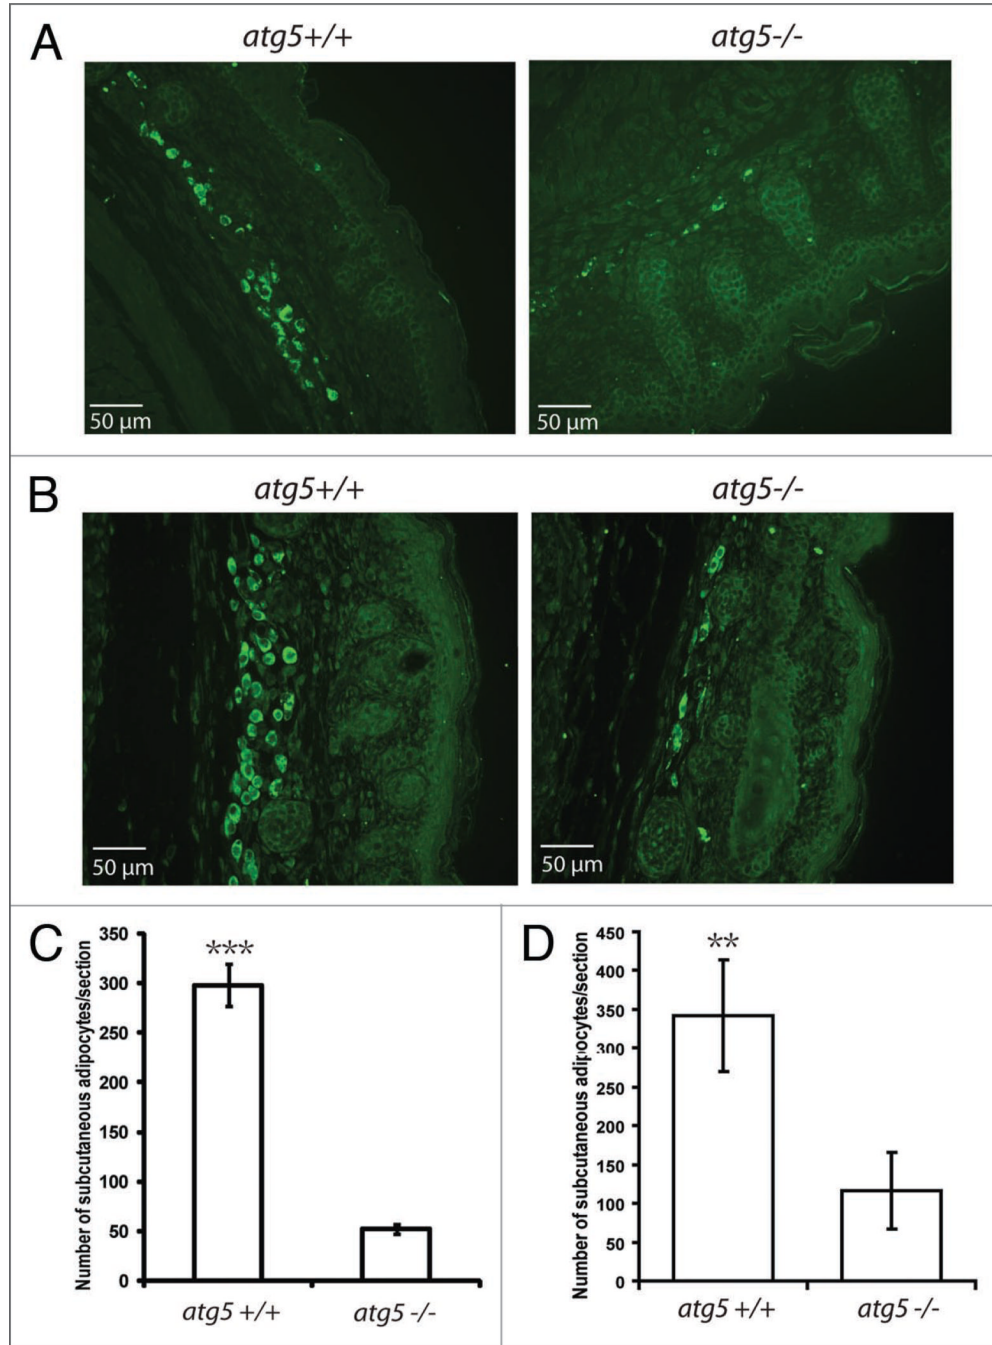 A
atg5+/+
atg5-/-
50 µm
50 µm
B
atg5+/+
atg5-/-
50 µm
50 µm
C
Number of subcutaneous adipocytes/section
350
300
250
200
150
100
50
0
***
atg5 +/+
atg5 -/-
D
Number of subcutaneous adipocytes/section
450
400
350
300
250
200
150
100
50
0
**
atg5 +/+
atg5 -/-